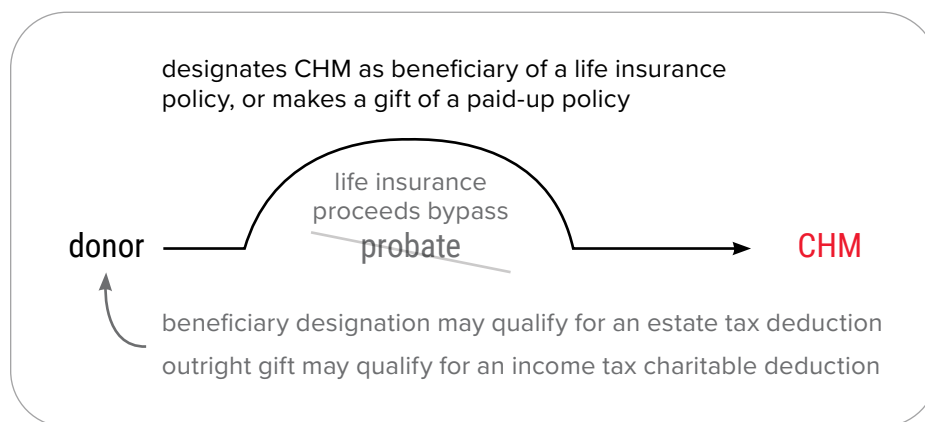 designates CHM as beneficiary of a life insurance
policy, or makes a gift of a paid-up policy
life insurance
proceeds bypass
donor probate CHM
beneficiary designation may qualify for an estate tax deduction
outright gift may qualify for an income tax charitable deduction